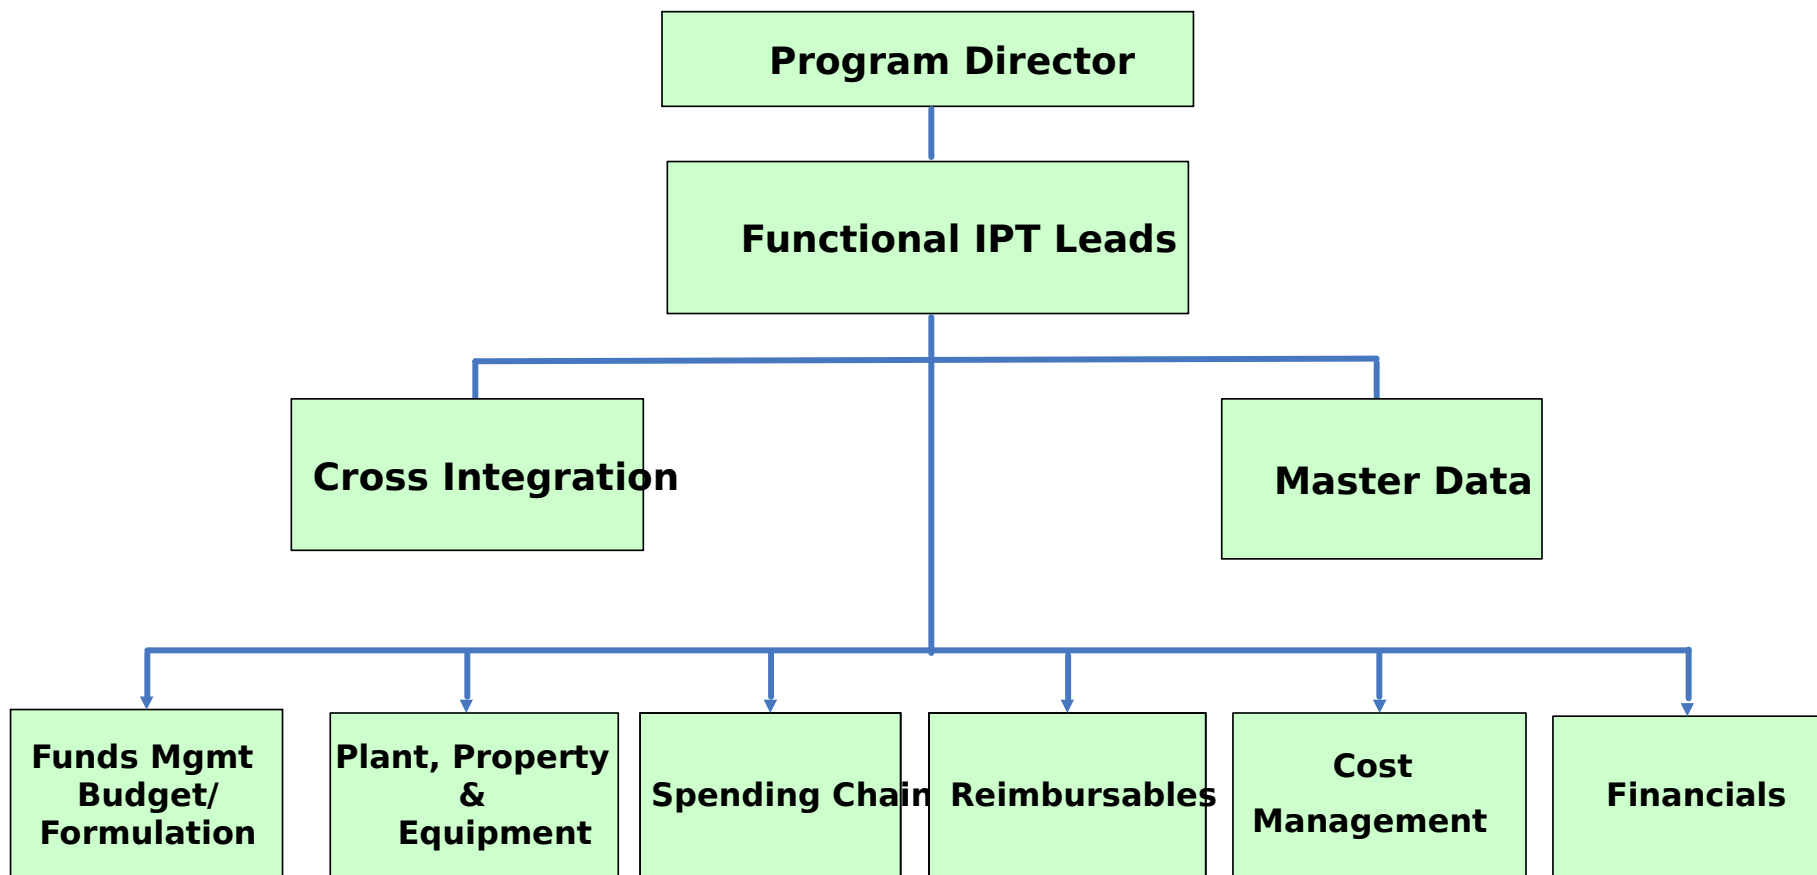 Program Director
Functional IPT Leads
Cross Integration
Master Data
Funds Mgmt
Budget/
Formulation
Plant, Property
&
Equipment
Spending Chain
Reimbursables
Cost
Management
Financials